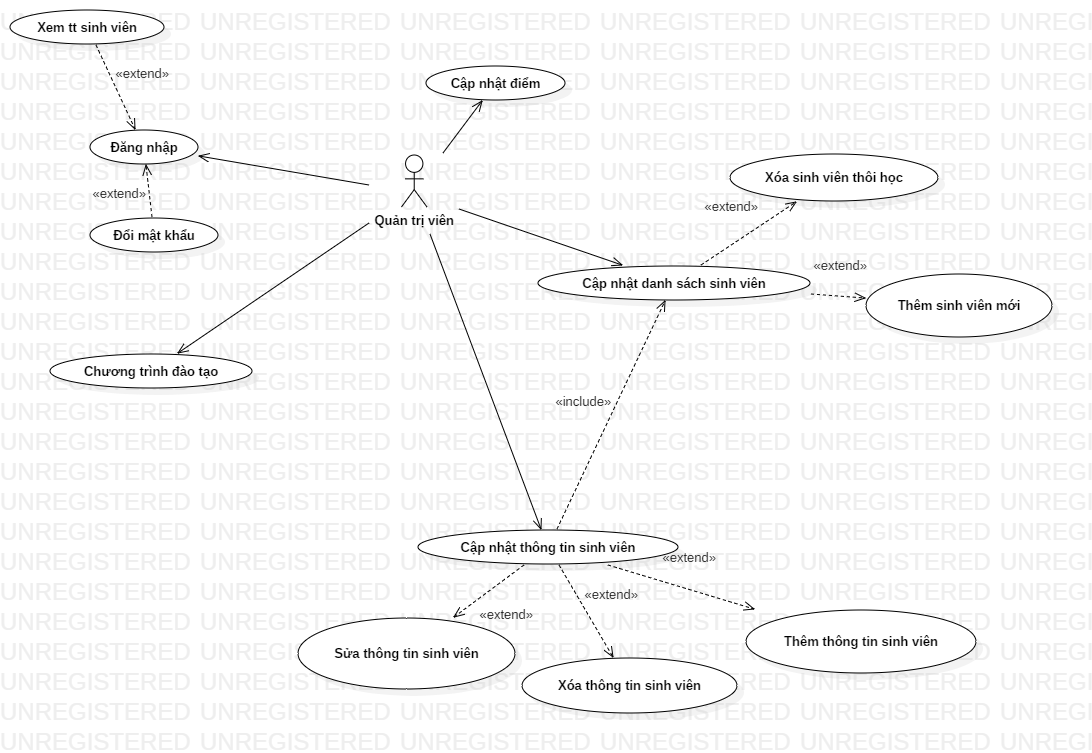 Xem tt sinh viên
«extend»
Cập nhật điểm
Đăng nhập
«extend»
Đổi mật khẩu
Quản trị viên
Xóa sinh viên thôi học
«extend»
«extend»
Cập nhật danh sách sinh viên
Thêm sinh viên mới
Chương trình đào tạo
«include»
Cập nhật thông tin sinh viên
«extend»
«extend»
«extend»
Sửa thông tin sinh viên
Xóa thông tin sinh viên
Thêm thông tin sinh viên
UNREGISTERED